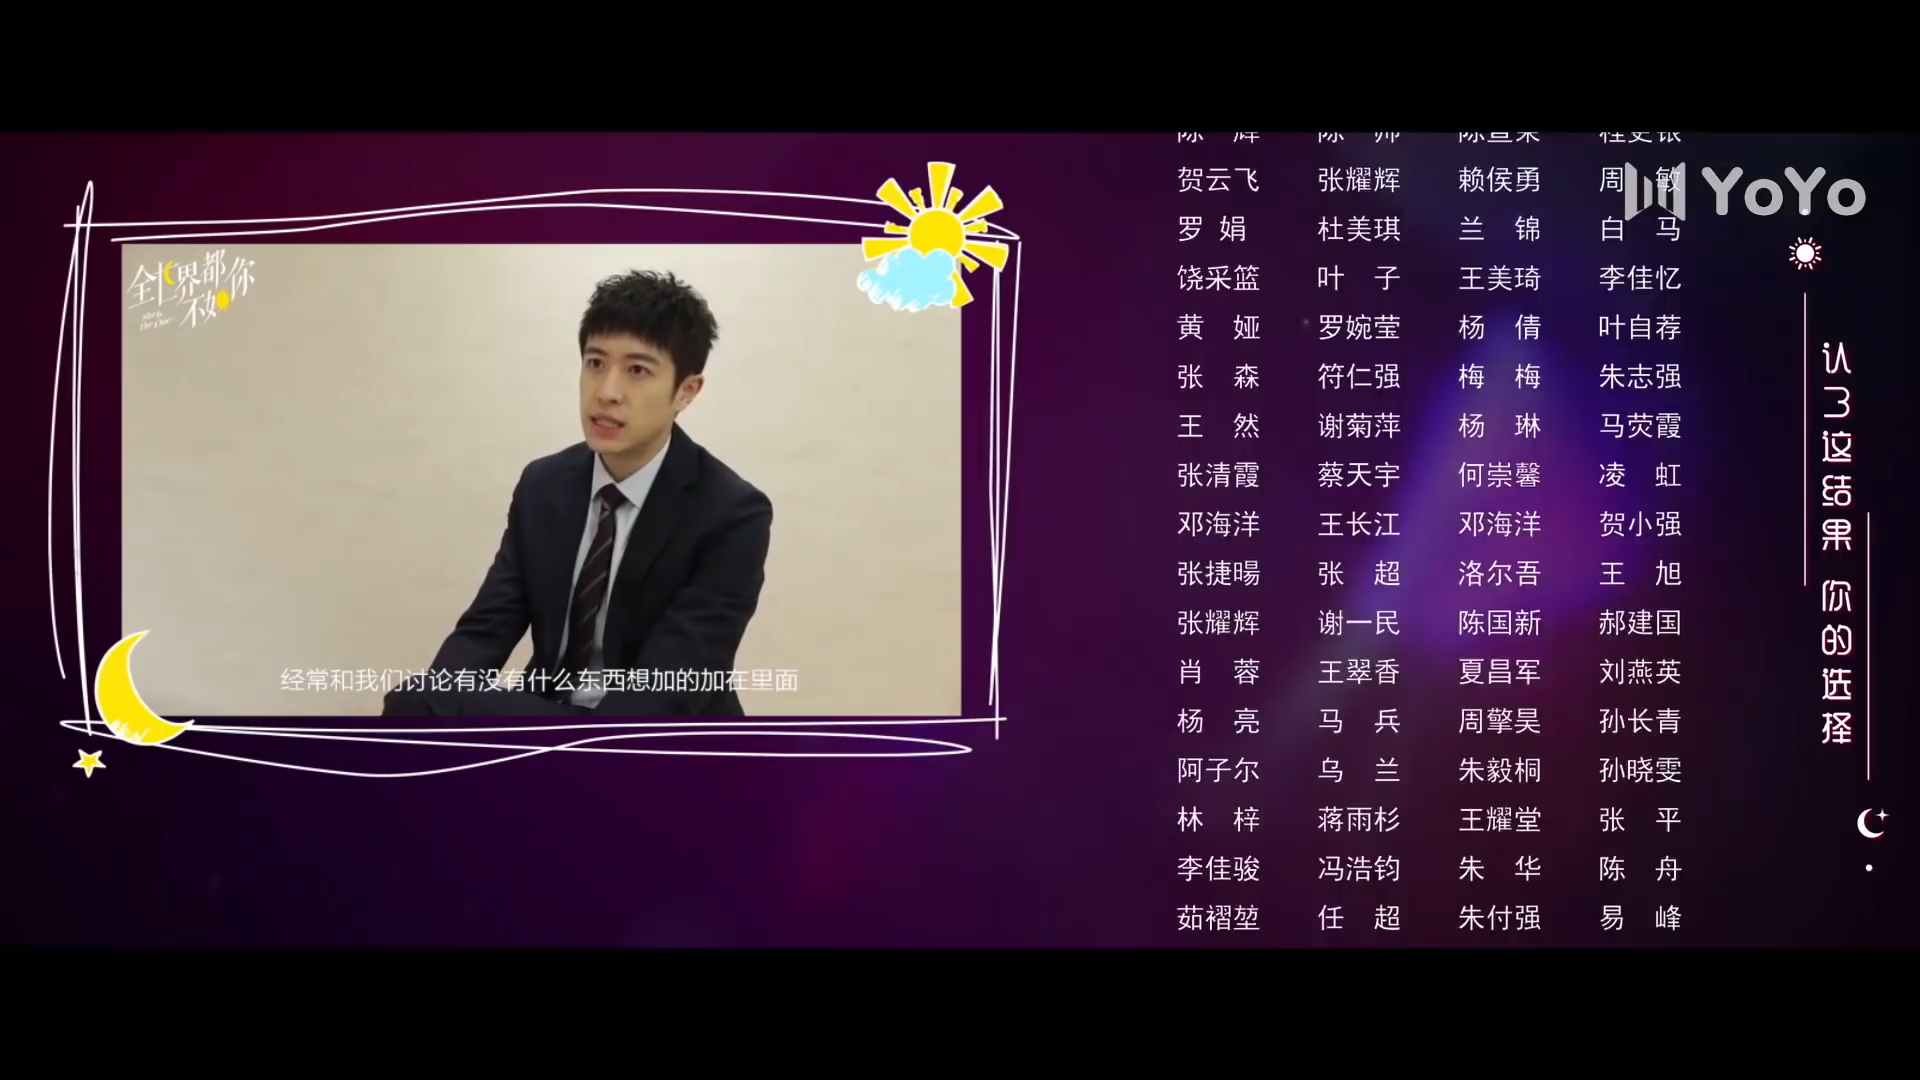 全世界都
不如你
She Is
The One
经常和我们讨论有没有什么东西想加的加在里面
贺云飞 张耀辉 赖侯勇 周 敏
罗 娟 杜美琪 兰 锦 白 马
饶采篮 叶 子 王美琦 李佳忆
黄 娅 罗婉莹 杨 倩 叶自荐
张 森 符仁强 梅 梅 朱志强
王 然 谢菊萍 杨 琳 马荧霞
张清霞 蔡天宇 何崇馨 凌 虹
邓海洋 王长江 邓海洋 贺小强
张捷暘 张 超 洛尔吾 王 旭
张耀辉 谢一民 陈国新 郝建国
肖 蓉 王翠香 夏昌军 刘燕英
杨 亮 马 兵 周擎昊 孙长青
阿子尔 乌 兰 朱毅桐 孙晓雯
林 梓 蒋雨杉 王耀堂 张 平
李佳骏 冯浩钧 朱 华 陈 舟
茹褶堃 任 超 朱付强 易 峰
YoYo
认了这结果 你的选择